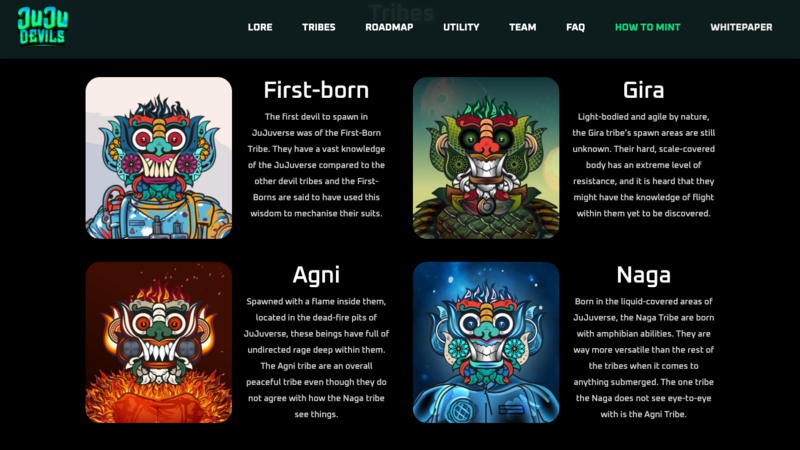 JUJU
DEVILS
LORE
TRIBES
ROADMAP
UTILITY
TEAM
FAQ
HOW TO MINT
WHITEPAPER
Tribes
First-born
The first devil to spawn in
JuJuverse was of the First-Born
Tribe. They have a vast knowledge
of the JuJuverse compared to the
other devil tribes and the First-
Borns are said to have used this
wisdom to mechanise their suits.
Gira
Light-bodied and agile by nature,
the Gira tribe's spawn areas are still
unknown. Their hard, scale-covered
body has an extreme level of
resistance, and it is heard that they
might have the knowledge of flight
within them yet to be discovered.
Agni
Spawned with a flame inside them,
located in the dead-fire pits of
JuJuverse, these beings have full of
undirected rage deep within them.
The Agni tribe are an overall
peaceful tribe even though they do
not agree with how the Naga tribe
see things.
Naga
Born in the liquid-covered areas of
JuJuverse, the Naga Tribe are born
with amphibian abilities. They are
way more versatile than the rest of
the tribes when it comes to
anything submerged. The one tribe
the Naga does not see eye-to-eye
with is the Agni Tribe.